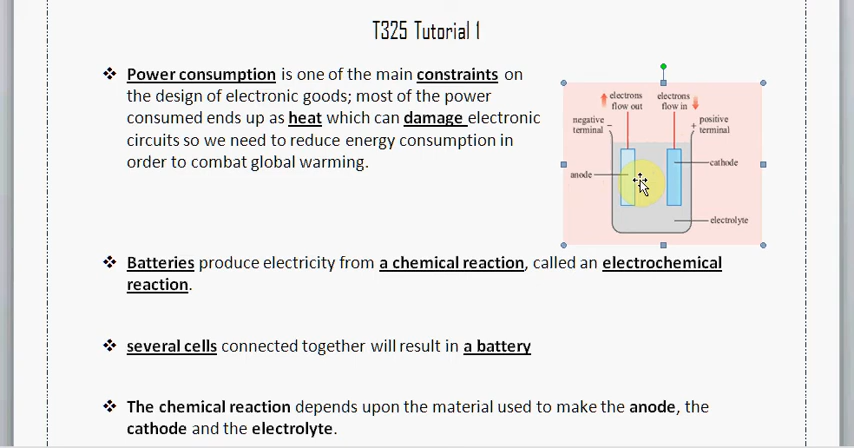 T325 Tutorial 1
❖ Power consumption is one of the main constraints on
the design of electronic goods; most of the power
consumed ends up as heat which can damage electronic
circuits so we need to reduce energy consumption in
order to combat global warming.
electrons
flow out
electrons
flow in
negative
terminal
−
+
positive
terminal
anode
cathode
electrolyte
❖ Batteries produce electricity from a chemical reaction, called an electrochemical
reaction.
❖ several cells connected together will result in a battery
❖ The chemical reaction depends upon the material used to make the anode, the
cathode and the electrolyte.